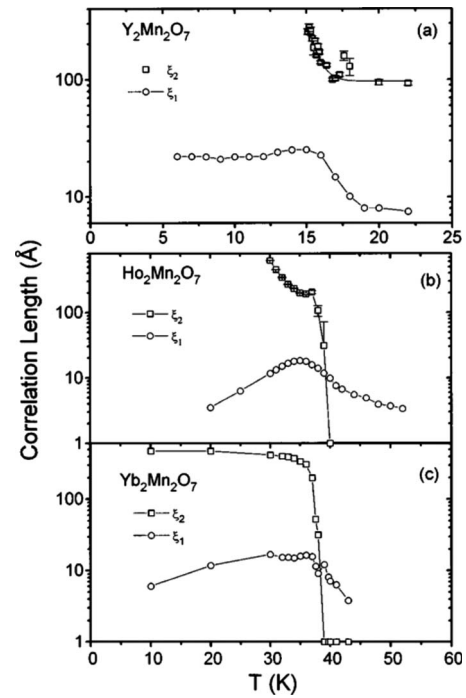 Y₂Mn₂O₇
(a)
ξ₂
ξ₁
100
10
0 5 10 15 20 25
Correlation Length (Å)
Ho₂Mn₂O₇
(b)
ξ₂
ξ₁
100
10
1
Yb₂Mn₂O₇
(c)
ξ₂
ξ₁
100
10
1
0 10 20 30 40 50 60
T (K)